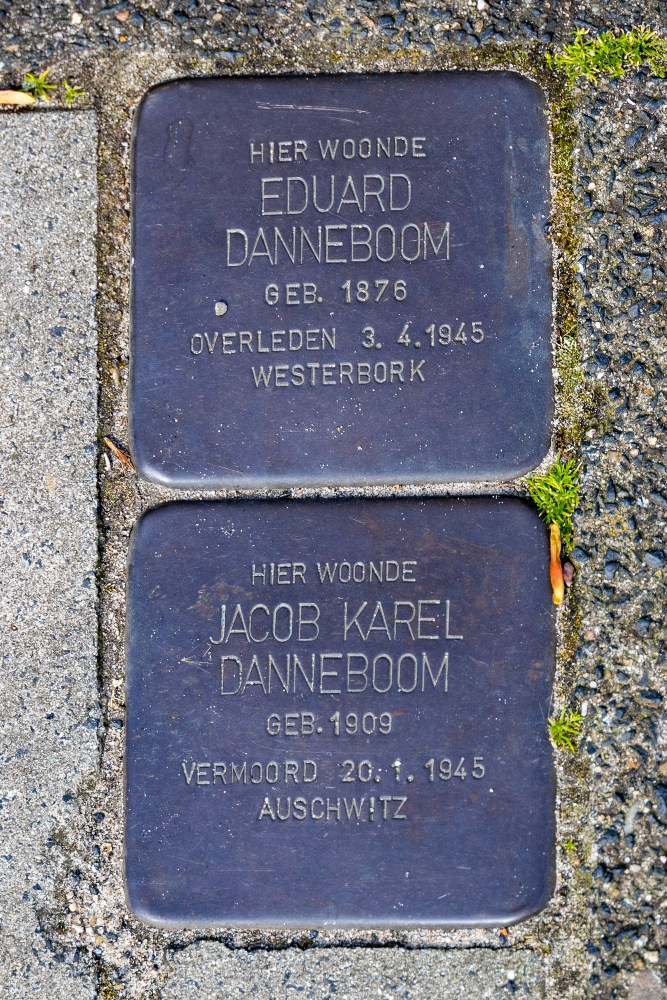 HIER WOONDE
EDUARD
DANNEBOOM
GEB. 1876
OVERLEDEN 3. 4. 1945
WESTERBORK
HIER WOONDE
JACOB KAREL
DANNEBOOM
GEB. 1909
VERMOORD 20. 1. 1945
AUSCHWITZ